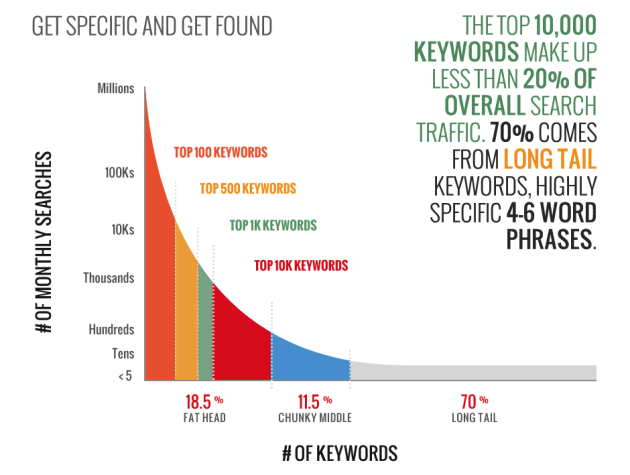 GET SPECIFIC AND GET FOUND
THE TOP 10,000
KEYWORDS MAKE UP
LESS THAN 20% OF
OVERALL SEARCH
TRAFFIC. 70% COMES
FROM LONG TAIL
KEYWORDS, HIGHLY
SPECIFIC 4-6 WORD
PHRASES.
# OF MONTHLY SEARCHES
Millions
100Ks
10Ks
Thousands
Hundreds
Tens
<5
TOP 100 KEYWORDS
TOP 500 KEYWORDS
TOP 1K KEYWORDS
TOP 10K KEYWORDS
18.5 %
FAT HEAD
11.5 %
CHUNKY MIDDLE
70 %
LONG TAIL
# OF KEYWORDS